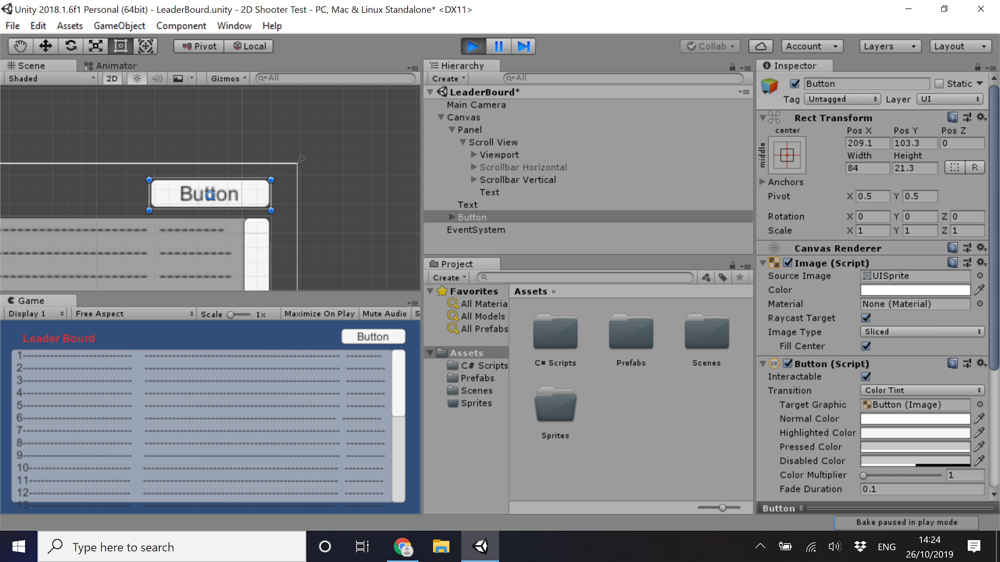 Unity 2018.1.6f1 Personal (64bit) - LeaderBourd.unity - 2D Shooter Test - PC, Mac & Linux Standalone* <DX11>
File Edit Assets GameObject Component Window Help
Pivot Local Collab Account Layers Layout
Scene Animator
Shaded 2D Gizmos All
Button
Game
Display 1 Free Aspect Scale 1x Maximize On Play Mute Audio S
Leader Bourd Button
1---------------------------- --------------------------------------------------- ----------
2---------------------------- --------------------------------------------------- ----------
3---------------------------- --------------------------------------------------- ----------
4---------------------------- --------------------------------------------------- ----------
5---------------------------- --------------------------------------------------- ----------
6---------------------------- -------------------------------------------------- ----------
7---------------------------- --------------------------------------------------- ----------
8---------------------------- --------------------------------------------------- ----------
9---------------------------- --------------------------------------------------- ----------
10-------------------------- --------------------------------------------------- ----------
11-------------------------- --------------------------------------------------- ----------
12-------------------------- --------------------------------------------------- ----------
13-------------------------- --------------------------------------------------- ----------
Hierarchy
Create All
LeaderBourd*
Main Camera
Canvas
Panel
Scroll View
Viewport
Scrollbar Horizontal
Scrollbar Vertical
Text
Text
Button
EventSystem
Project
Create
Favorites
All Materia
All Models
All Prefabs
Assets
C# Scripts
Prefabs
Scenes
Sprites
Assets
C# Scripts Prefabs Scenes
Sprites
Inspector
Button Static
Tag Untagged Layer UI
Rect Transform
center Pos X Pos Y Pos Z
middle 209.1 103.3 0
Width Height
84 21.3 R
Anchors
Pivot X 0.5 Y 0.5
Rotation X 0 Y 0 Z 0
Scale X 1 Y 1 Z 1
Canvas Renderer
Image (Script)
Source Image UISprite
Color
Material None (Material)
Raycast Target
Image Type Sliced
Fill Center
OK Button (Script)
Interactable
Transition Color Tint
Target Graphic Button (Image)
Normal Color
Highlighted Color
Pressed Color
Disabled Color
Color Multiplier 1
Fade Duration 0.1
Button
Bake paused in play mode
Type here to search
ENG
14:24
26/10/2019